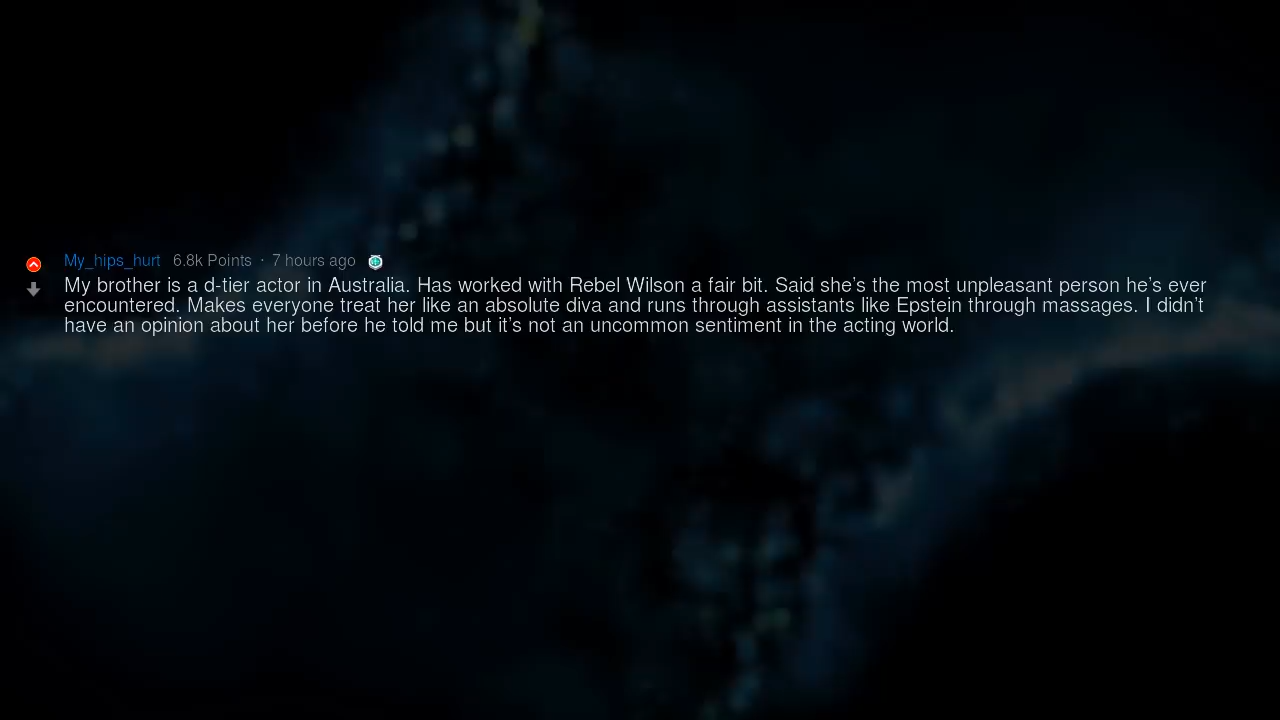 My_hips_hurt 6.8k Points · 7 hours ago
My brother is a d-tier actor in Australia. Has worked with Rebel Wilson a fair bit. Said she's the most unpleasant person he's ever
encountered. Makes everyone treat her like an absolute diva and runs through assistants like Epstein through massages. I didn't
have an opinion about her before he told me but it's not an uncommon sentiment in the acting world.